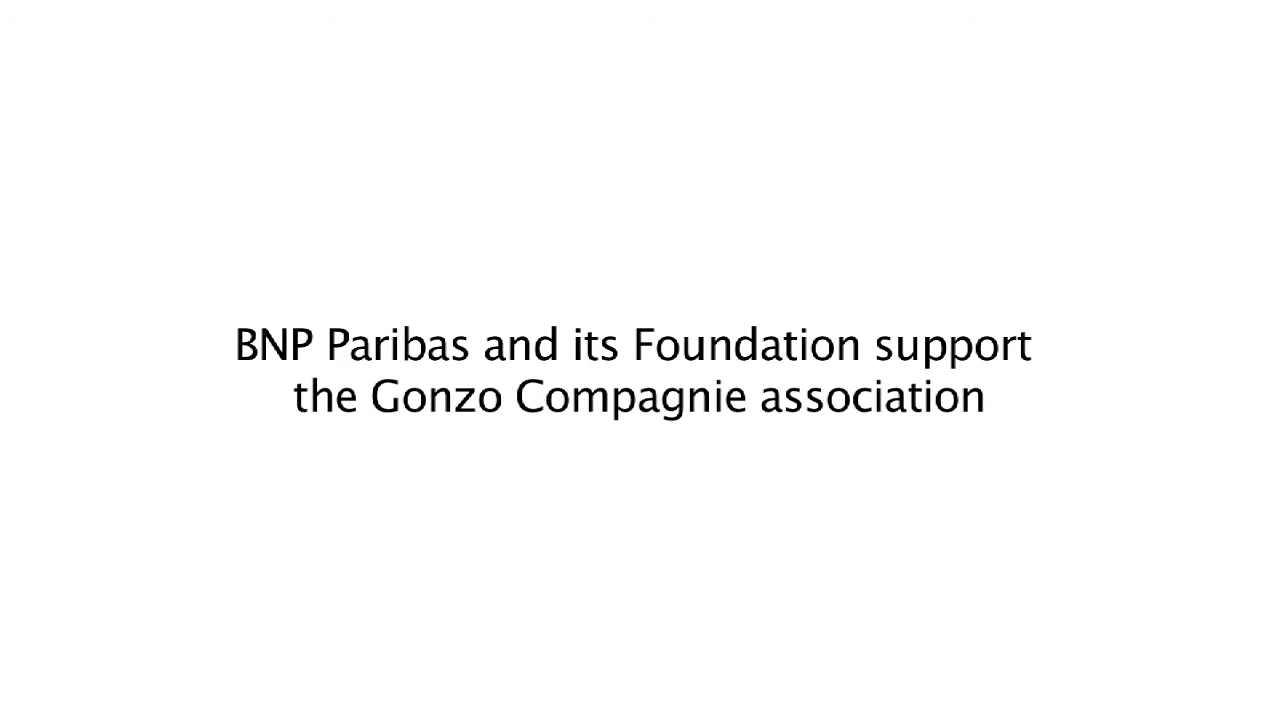 BNP Paribas and its Foundation support
the Gonzo Compagnie association